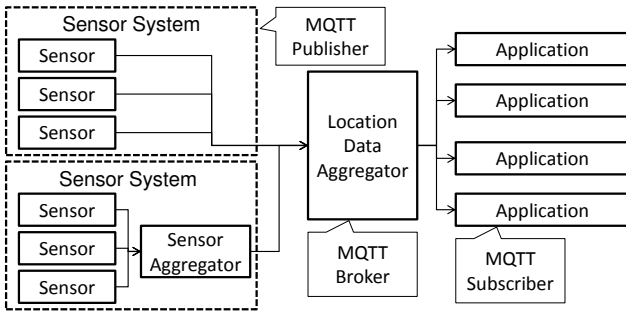 Sensor System
Sensor
Sensor
Sensor
MQTT
Publisher
Sensor System
Sensor
Sensor
Sensor
Sensor
Aggregator
Location
Data
Aggregator
MQTT
Broker
Application
Application
Application
Application
MQTT
Subscriber